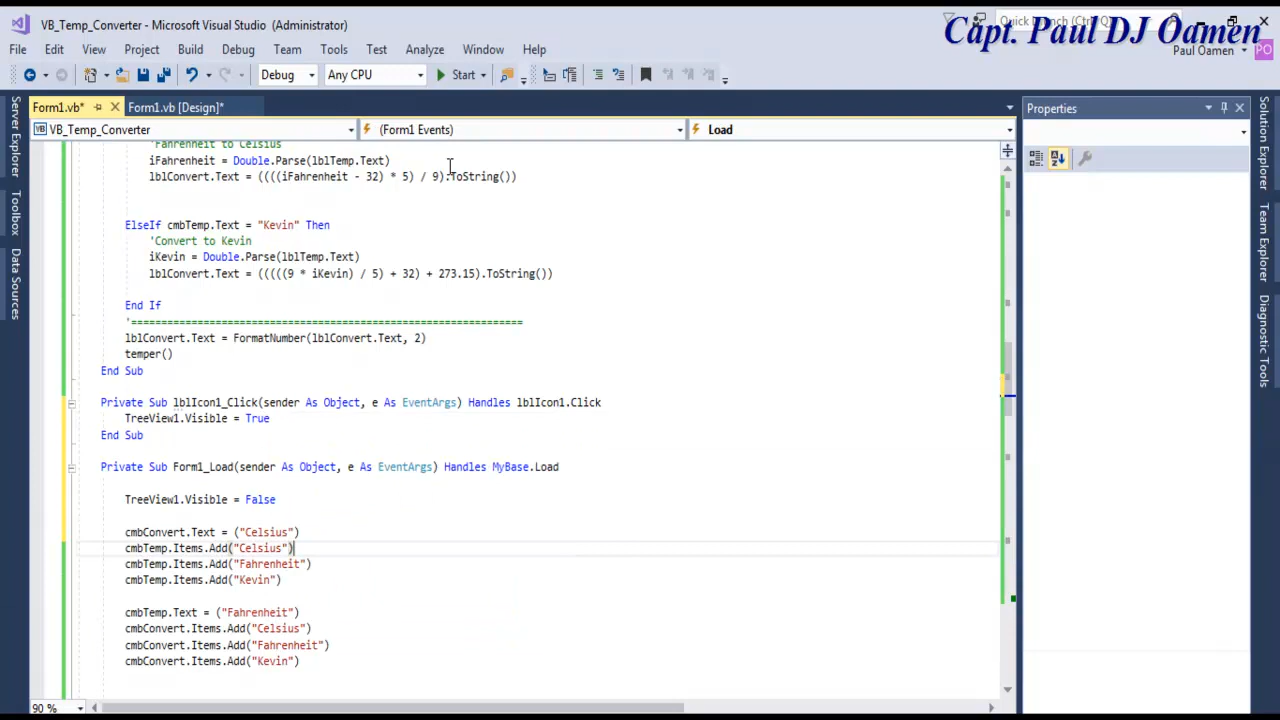 VB_Temp_Converter - Microsoft Visual Studio (Administrator)
Capt. Paul DJ Oamen
File Edit View Project Build Debug Team Tools Test Analyze Window Help
Paul Oamen PO
Debug Any CPU Start
Form1.vb* Form1.vb [Design]*
Properties
VB_Temp_Converter (Form1 Events) Load
Server Explorer
Toolbox
Data Sources
Solution Explorer
Team Explorer
Diagnostic Tools
'Fahrenheit to Celsius
iFahrenheit = Double.Parse(lblTemp.Text)
lblConvert.Text = ((((iFahrenheit - 32) * 5) / 9).ToString())
ElseIf cmbTemp.Text = "Kevin" Then
'Convert to Kevin
iKevin = Double.Parse(lblTemp.Text)
lblConvert.Text = (((((9 * iKevin) / 5) + 32) + 273.15).ToString())
End If
'================================================================
lblConvert.Text = FormatNumber(lblConvert.Text, 2)
temper()
End Sub
Private Sub lblIcon1_Click(sender As Object, e As EventArgs) Handles lblIcon1.Click
TreeView1.Visible = True
End Sub
Private Sub Form1_Load(sender As Object, e As EventArgs) Handles MyBase.Load
TreeView1.Visible = False
cmbConvert.Text = ("Celsius")
cmbTemp.Items.Add("Celsius")
cmbTemp.Items.Add("Fahrenheit")
cmbTemp.Items.Add("Kevin")
cmbTemp.Text = ("Fahrenheit")
cmbConvert.Items.Add("Celsius")
cmbConvert.Items.Add("Fahrenheit")
cmbConvert.Items.Add("Kevin")
90 %